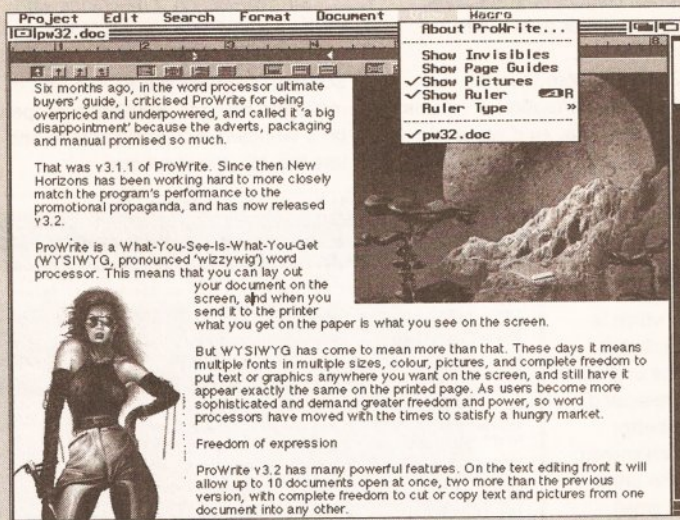 Project Edit Search Format Document Macro
pw32.doc
About ProWrite...
Show Invisibles
Show Page Guides
✓Show Pictures
✓Show Ruler R
Ruler Type »
✓pw32.doc
Six months ago, in the word processor ultimate
buyers' guide, I criticised ProWrite for being
overpriced and underpowered, and called it 'a big
disappointment' because the adverts, packaging
and manual promised so much.
That was v3.1.1 of ProWrite. Since then New
Horizons has been working hard to more closely
match the program's performance to the
promotional propaganda, and has now released
v3.2.
ProWrite is a What-You-See-Is-What-You-Get
(WYSIWYG, pronounced 'wizzywig') word
processor. This means that you can lay out
your document on the
screen, and when you
send it to the printer
what you get on the paper is what you see on the screen.
But WYSIWYG has come to mean more than that. These days it means
multiple fonts in multiple sizes, colour, pictures, and complete freedom to
put text or graphics anywhere you want on the screen, and still have it
appear exactly the same on the printed page. As users become more
sophisticated and demand greater freedom and power, so word
processors have moved with the times to satisfy a hungry market.
Freedom of expression
ProWrite v3.2 has many powerful features. On the text editing front it will
allow up to 10 documents open at once, two more than the previous
version, with complete freedom to cut or copy text and pictures from one
document into any other.